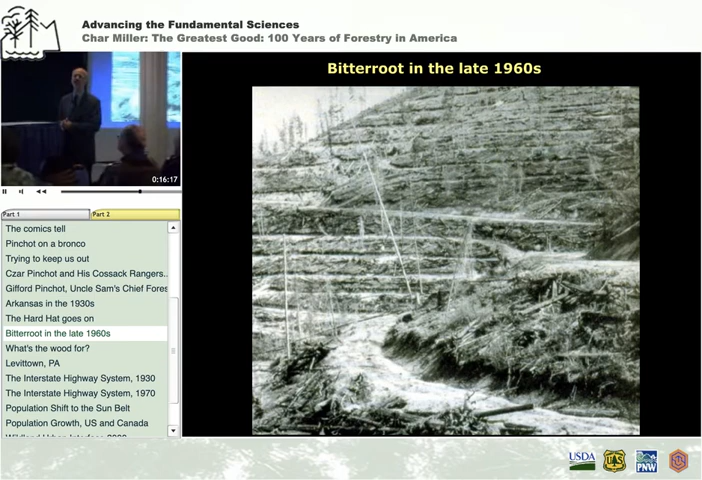 Advancing the Fundamental Sciences
Char Miller: The Greatest Good: 100 Years of Forestry in America
Bitterroot in the late 1960s
0:16:17
Part 1
Part 2
The comics tell
Pinchot on a bronco
Trying to keep us out
Czar Pinchot and His Cossack Rangers..
Gifford Pinchot, Uncle Sam's Chief Fores
Arkansas in the 1930s
The Hard Hat goes on
Bitterroot in the late 1960s
What's the wood for?
Levittown, PA
The Interstate Highway System, 1930
The Interstate Highway System, 1970
Population Shift to the Sun Belt
Population Growth, US and Canada
USDA
PNW